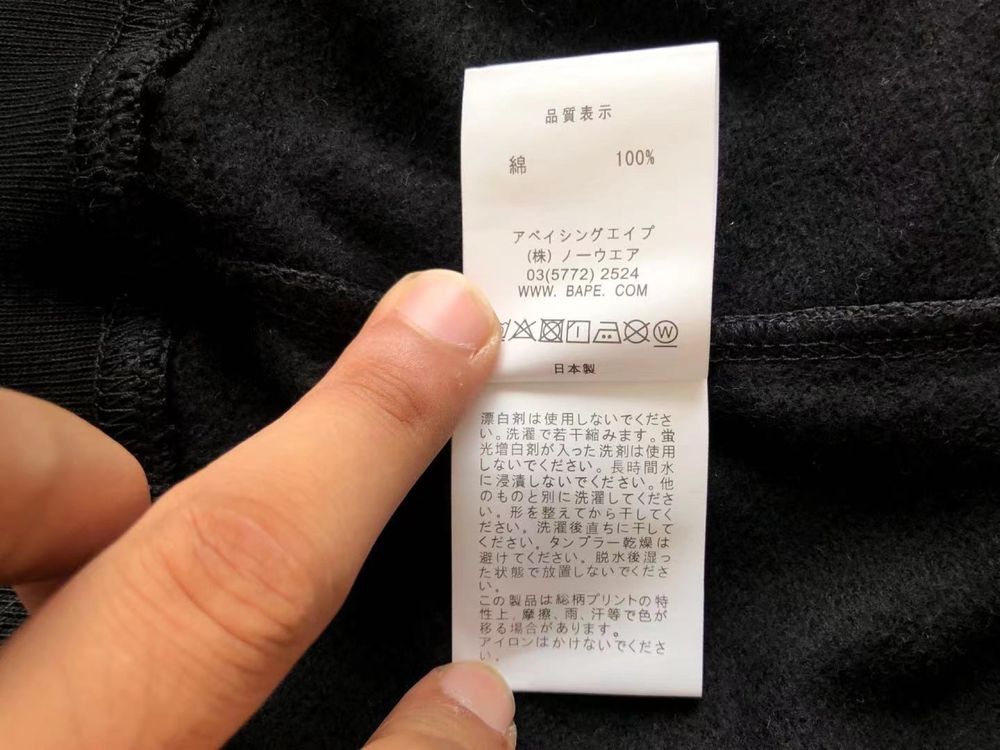 品質表示
綿 100%
アベイシングエイプ
(株) ノーウエア
03(5772) 2524
WWW. BAPE. COM
W
日本製
漂白剤は使用しないでくださ
い。洗濯で若干縮みます。蛍
光増白剤が入った洗剤は使用
しないでください。長時間水
に浸漬しないでください。他
のものと別に洗濯してくださ
い。形を整えてから干してく
ださい。洗濯後直ちに干して
ください。タンブラー乾燥は
避けてください。脱水後湿っ
た状態で放置しないでくださ
い。
この製品は総柄プリントの特
性上、摩擦、雨、汗等で色が
移る場合があります。
アイロンはかけないでくださ
い。